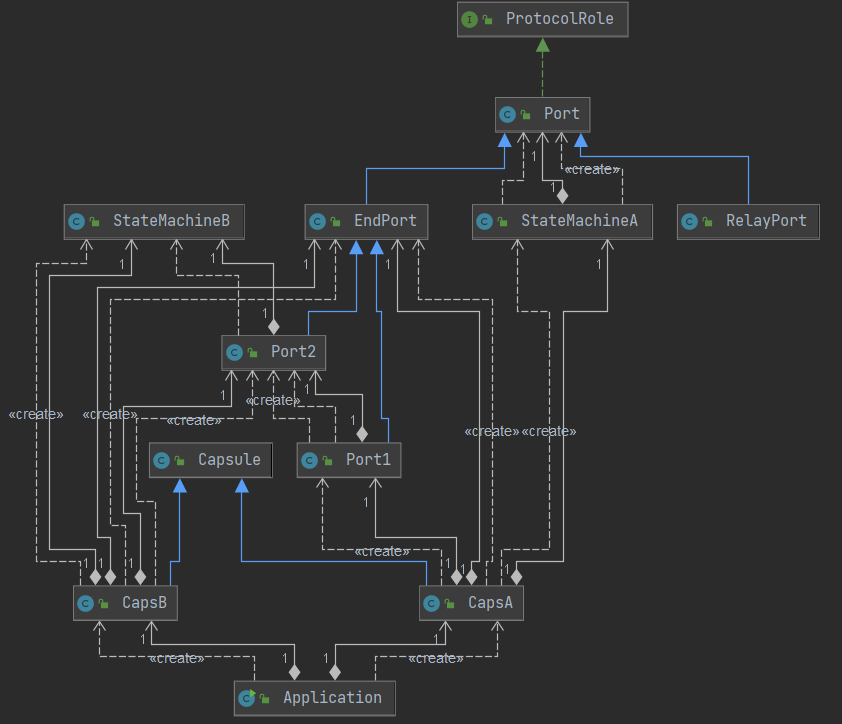 ProtocolRole
Port
1
1
«create»
StateMachineB
EndPort
StateMachineA
RelayPort
1
1
1
1
1
1
Port2
1
1
«create»
1
«create»
«create»
«create»
«create»
«create»
Capsule
Port1
1
«create»
1
1
1
1
1
1
CapsB
CapsA
1
1
«create»
1
1
«create»
Application